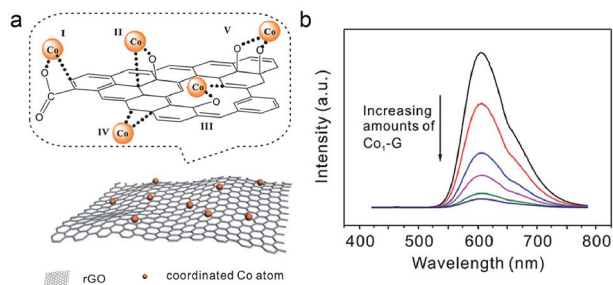 a
I
II
V
Co
Co
Co
O
O
O
O
C
O
Co
O
III
IV
Co
rGO
coordinated Co atom
b
Increasing
amounts of
Co₁-G
Intensity (a.u.)
400 500 600 700 800
Wavelength (nm)